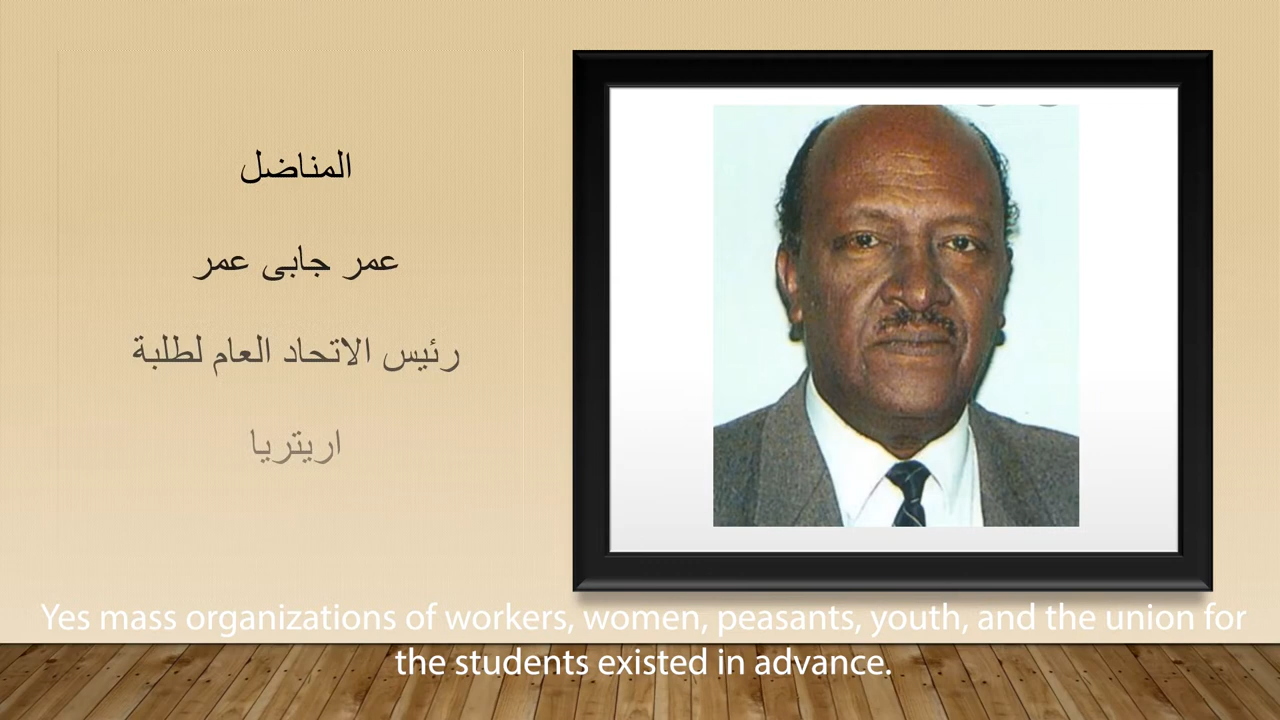 المناضل
عمر جابى عمر
رئيس الاتحاد العام لطلبة
اريتريا
Yes mass organizations of workers, women, peasants, youth, and the union for
the students existed in advance.